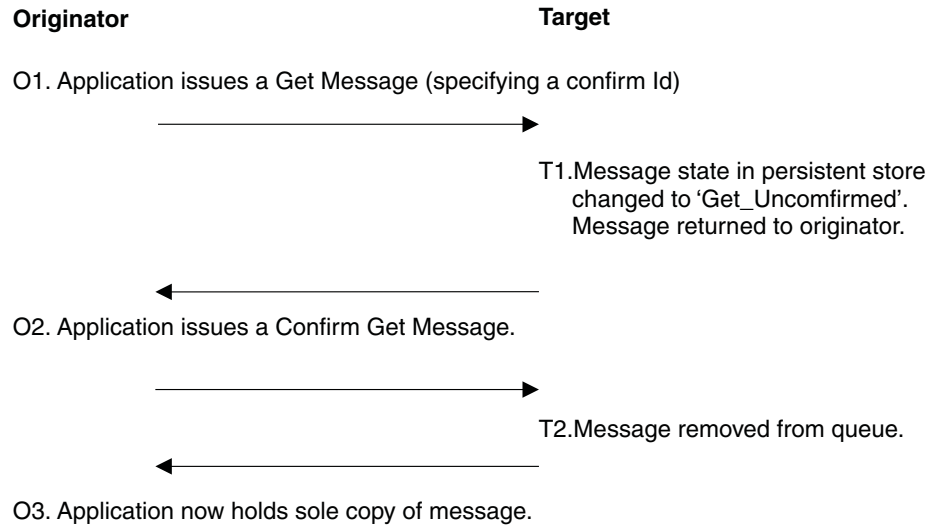 Originator Target
O1. Application issues a Get Message (specifying a confirm Id)
T1.Message state in persistent store
changed to ‘Get_Uncomfirmed’.
Message returned to originator.
O2. Application issues a Confirm Get Message.
T2.Message removed from queue.
O3. Application now holds sole copy of message.